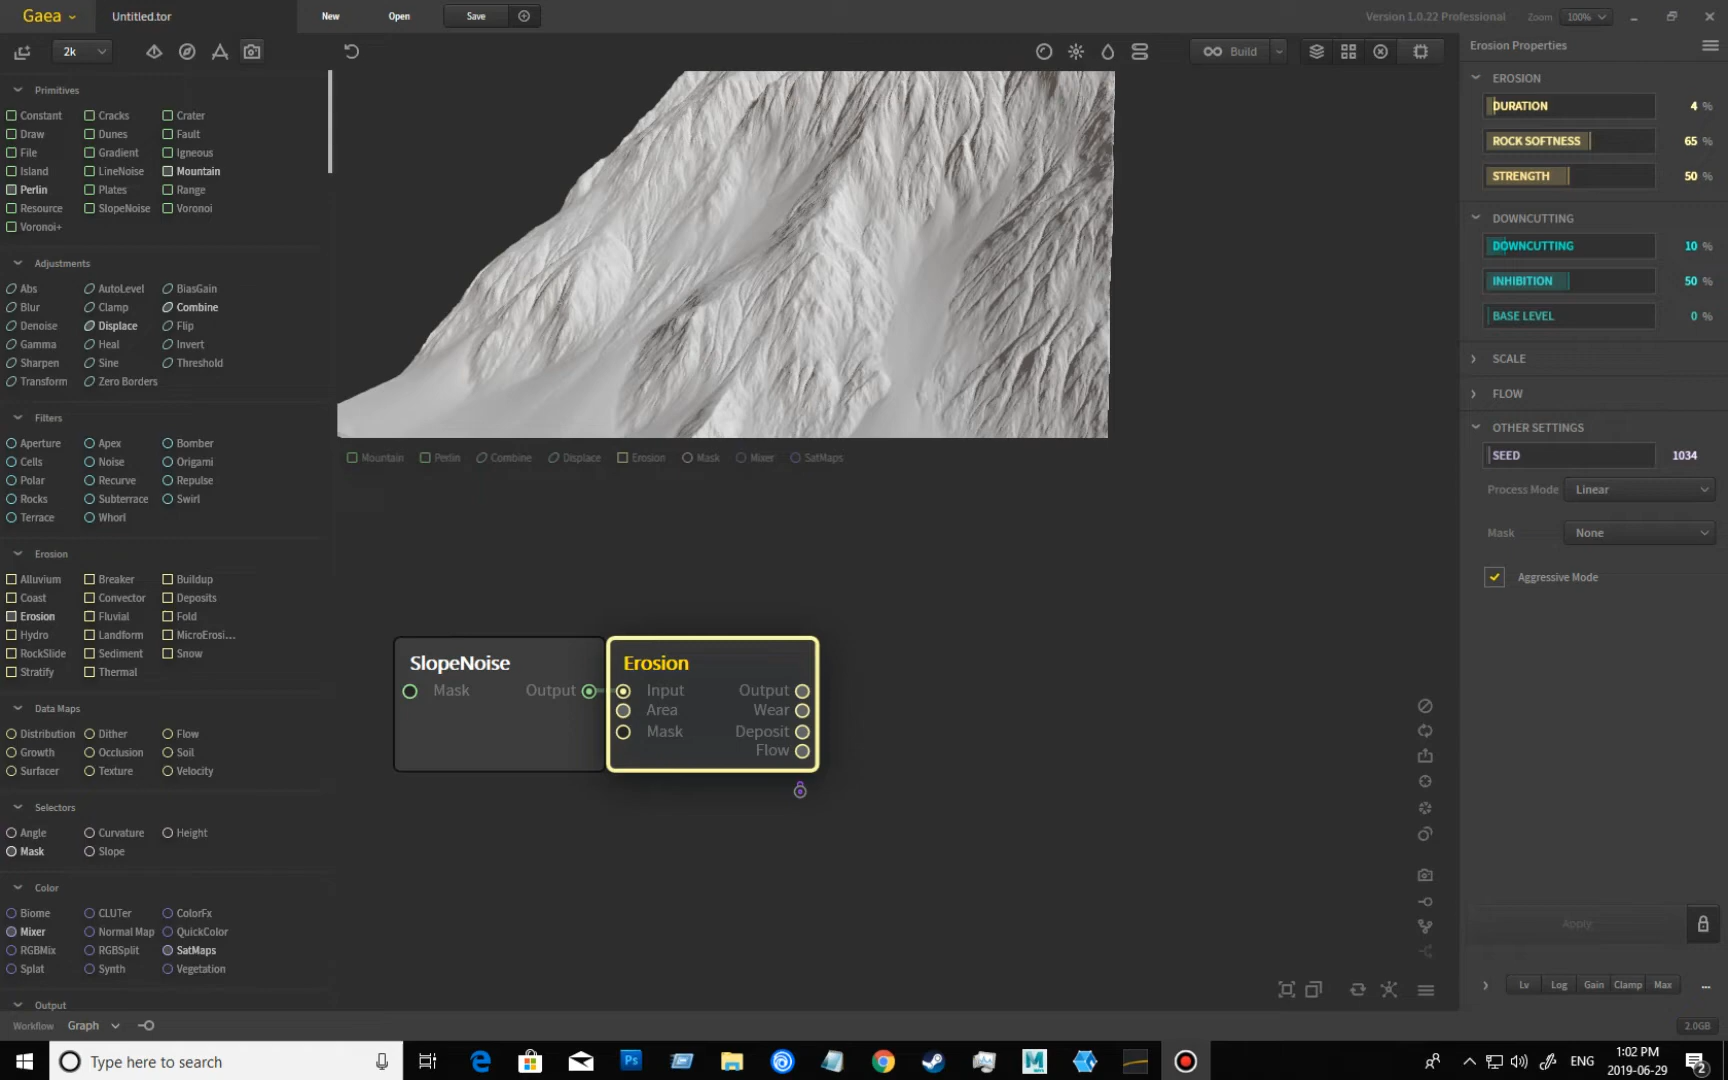 Gaea
Untitled.tor
New
Open
Save
Version 1.0.22 Professional
Zoom
100%
2k
Build
Primitives
Constant Cracks Crater
Draw Dunes Fault
File Gradient Igneous
Island LineNoise Mountain
Perlin Plates Range
Resource SlopeNoise Voronoi
Voronoi+
Adjustments
Abs AutoLevel BiasGain
Blur Clamp Combine
Denoise Displace Flip
Gamma Heal Invert
Sharpen Sine Threshold
Transform Zero Borders
Filters
Aperture Apex Bomber
Cells Noise Origami
Polar Recurve Repulse
Rocks Subterrace Swirl
Terrace Whorl
Erosion
Alluvium Breaker Buildup
Coast Convector Deposits
Erosion Fluvial Fold
Hydro Landform MicroErosi...
RockSlide Sediment Snow
Stratify Thermal
Data Maps
Distribution Dither Flow
Growth Occlusion Soil
Surfacer Texture Velocity
Selectors
Angle Curvature Height
Mask Slope
Color
Biome CLUTer ColorFx
Mixer Normal Map QuickColor
RGBMix RGBSplit SatMaps
Splat Synth Vegetation
Output
Workflow Graph
Mountain Perlin Combine Displace Erosion Mask Mixer SatMaps
SlopeNoise
Mask Output
Erosion
Input Output
Area Wear
Mask Deposit
Flow
Erosion Properties
EROSION
DURATION 4 %
ROCK SOFTNESS 65 %
STRENGTH 50 %
DOWNCUTTING
DOWNCUTTING 10 %
INHIBITION 50 %
BASE LEVEL 0 %
SCALE
FLOW
OTHER SETTINGS
SEED 1034
Process Mode Linear
Mask None
Aggressive Mode
Apply
Lv Log Gain Clamp Max ...
2.0GB
Type here to search
Ps
M
ENG
1:02 PM
2019-06-29
2